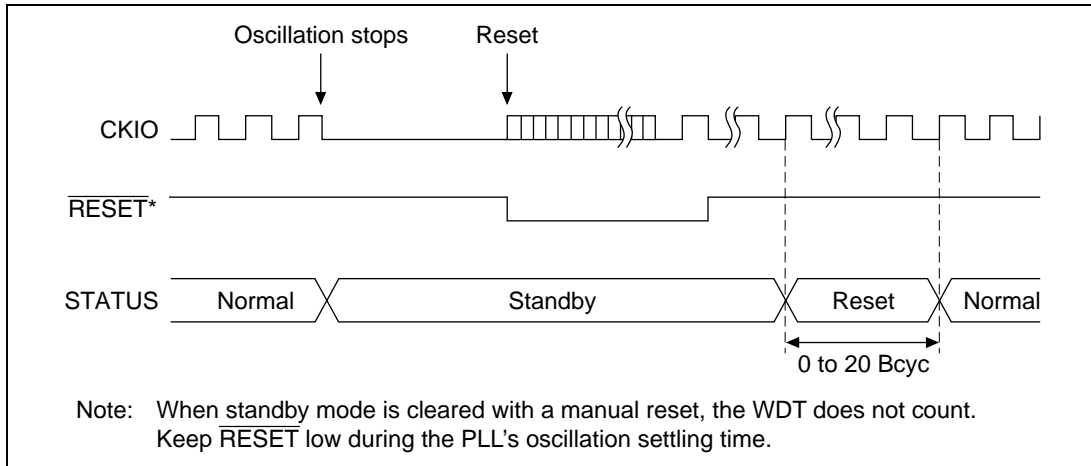 Oscillation stops Reset
CKIO
RESET*
STATUS Normal Standby Reset Normal
0 to 20 Bcyc
Note: When standby mode is cleared with a manual reset, the WDT does not count.
Keep RESET low during the PLL's oscillation settling time.